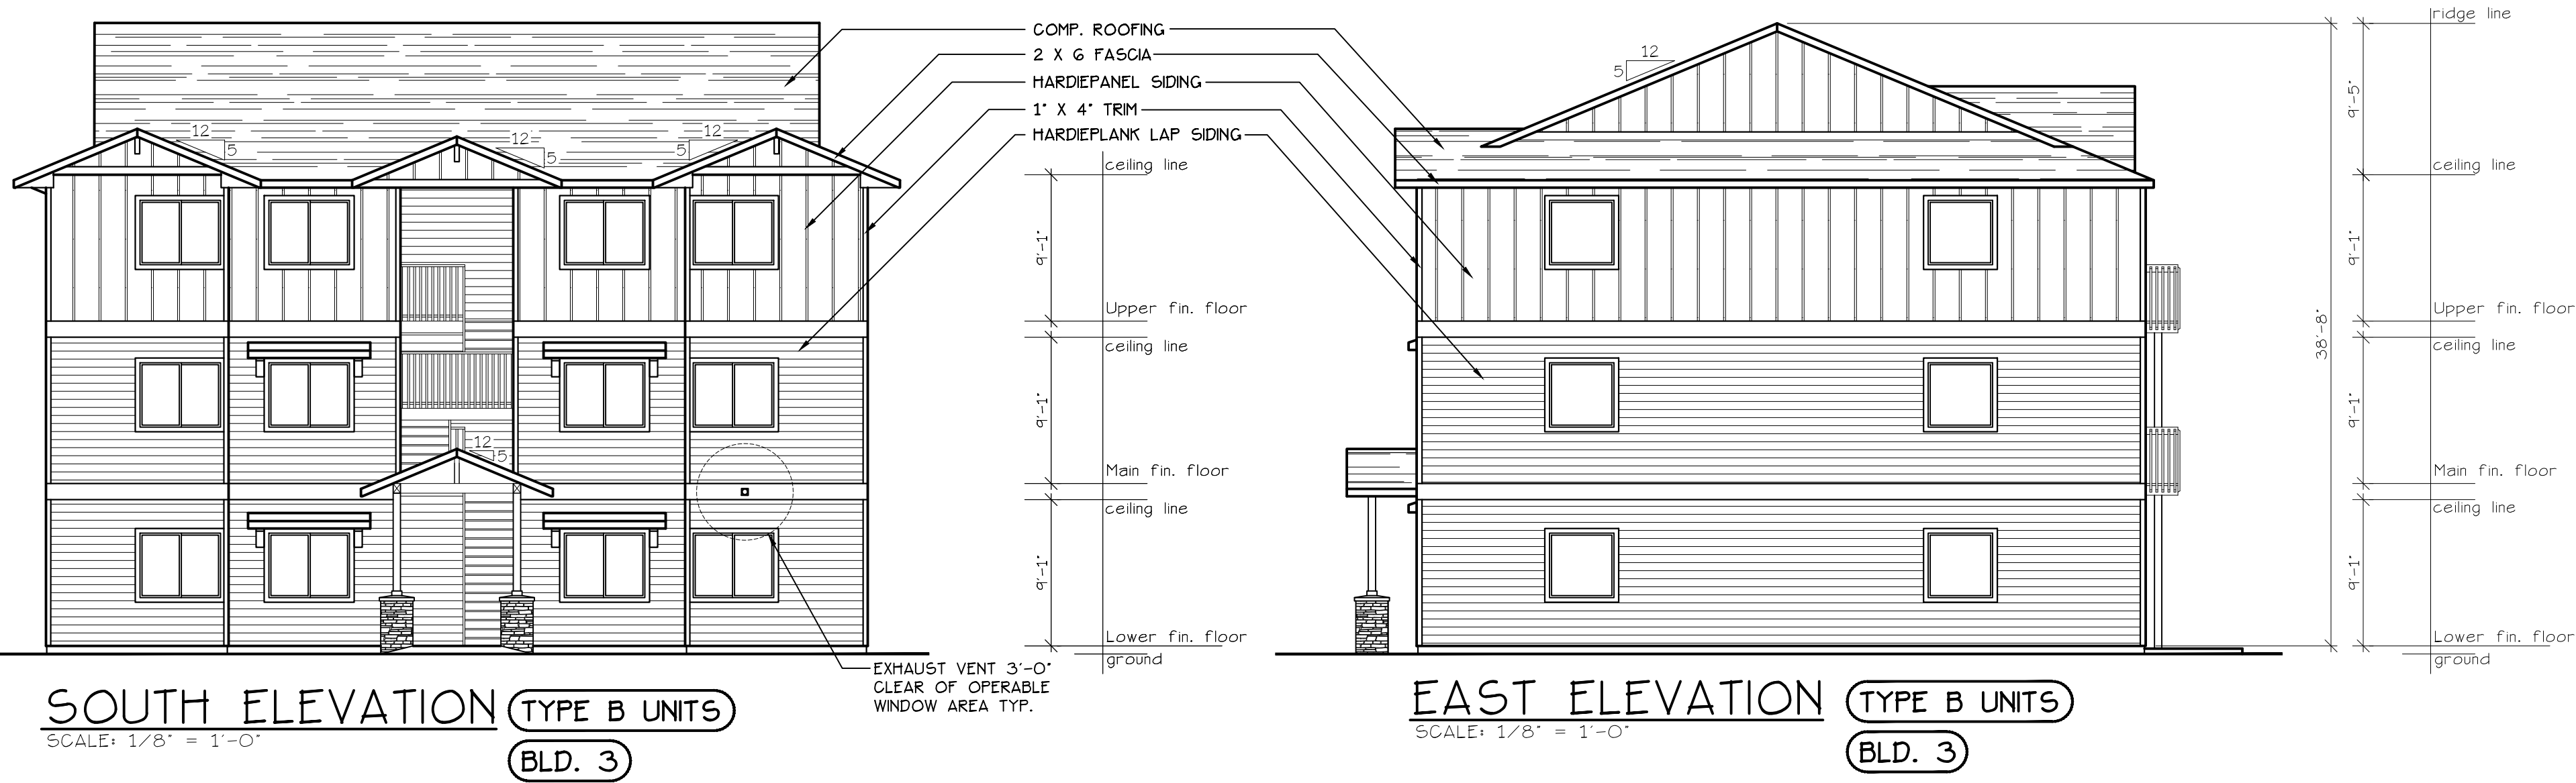 COMP. ROOFING
2 X 6 FASCIA
HARDIEPANEL SIDING
1" X 4" TRIM
HARDIEPLANK LAP SIDING
12
5
12
5
12
5
12
5
ceiling line
9'-1"
Upper fin. floor
ceiling line
9'-1"
Main fin. floor
ceiling line
9'-1"
Lower fin. floor
ground
EXHAUST VENT 3'-0"
CLEAR OF OPERABLE
WINDOW AREA TYP.
SOUTH ELEVATION
TYPE B UNITS
SCALE: 1/8" = 1'-0"
BLD. 3
12
5
38'-8"
ridge line
9'-5"
ceiling line
9'-1"
Upper fin. floor
ceiling line
9'-1"
Main fin. floor
ceiling line
9'-1"
Lower fin. floor
ground
EAST ELEVATION
TYPE B UNITS
SCALE: 1/8" = 1'-0"
BLD. 3